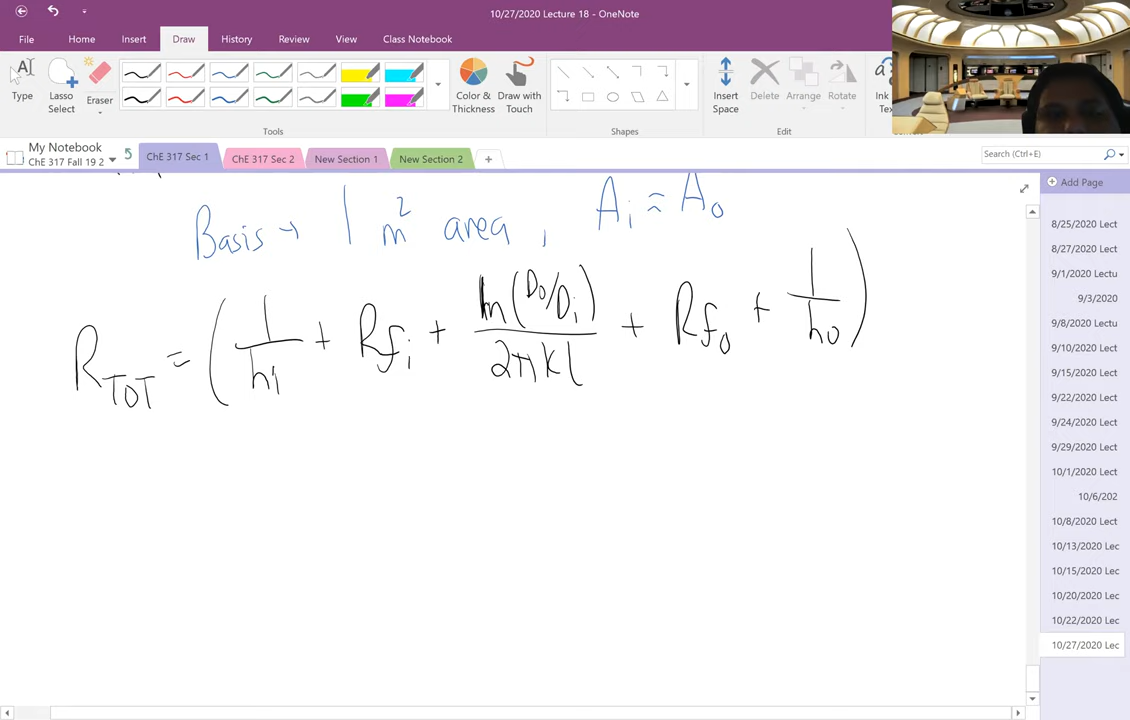 10/27/2020 Lecture 18 - OneNote
File Home Insert Draw History Review View Class Notebook
Type
Lasso Select
Eraser
Color & Thickness
Draw with Touch
Insert Space
Delete
Arrange
Rotate
Ink
Tex
Tools
Shapes
Edit
My Notebook
ChE 317 Fall 19 2
ChE 317 Sec 1
ChE 317 Sec 2
New Section 1
New Section 2
Search (Ctrl+E)
Add Page
8/25/2020 Lect
8/27/2020 Lect
9/1/2020 Lectu
9/3/2020
9/8/2020 Lectu
9/10/2020 Lect
9/15/2020 Lect
9/22/2020 Lect
9/24/2020 Lect
9/29/2020 Lect
10/1/2020 Lect
10/6/202
10/8/2020 Lect
10/13/2020 Lec
10/15/2020 Lec
10/20/2020 Lec
10/22/2020 Lec
10/27/2020 Lec
Basis → 1 m² area, Ai ≈ Ao
R_TOT = (1/hi + Rfi + ln(Do/Di)/2πkl + Rfo + 1/ho)